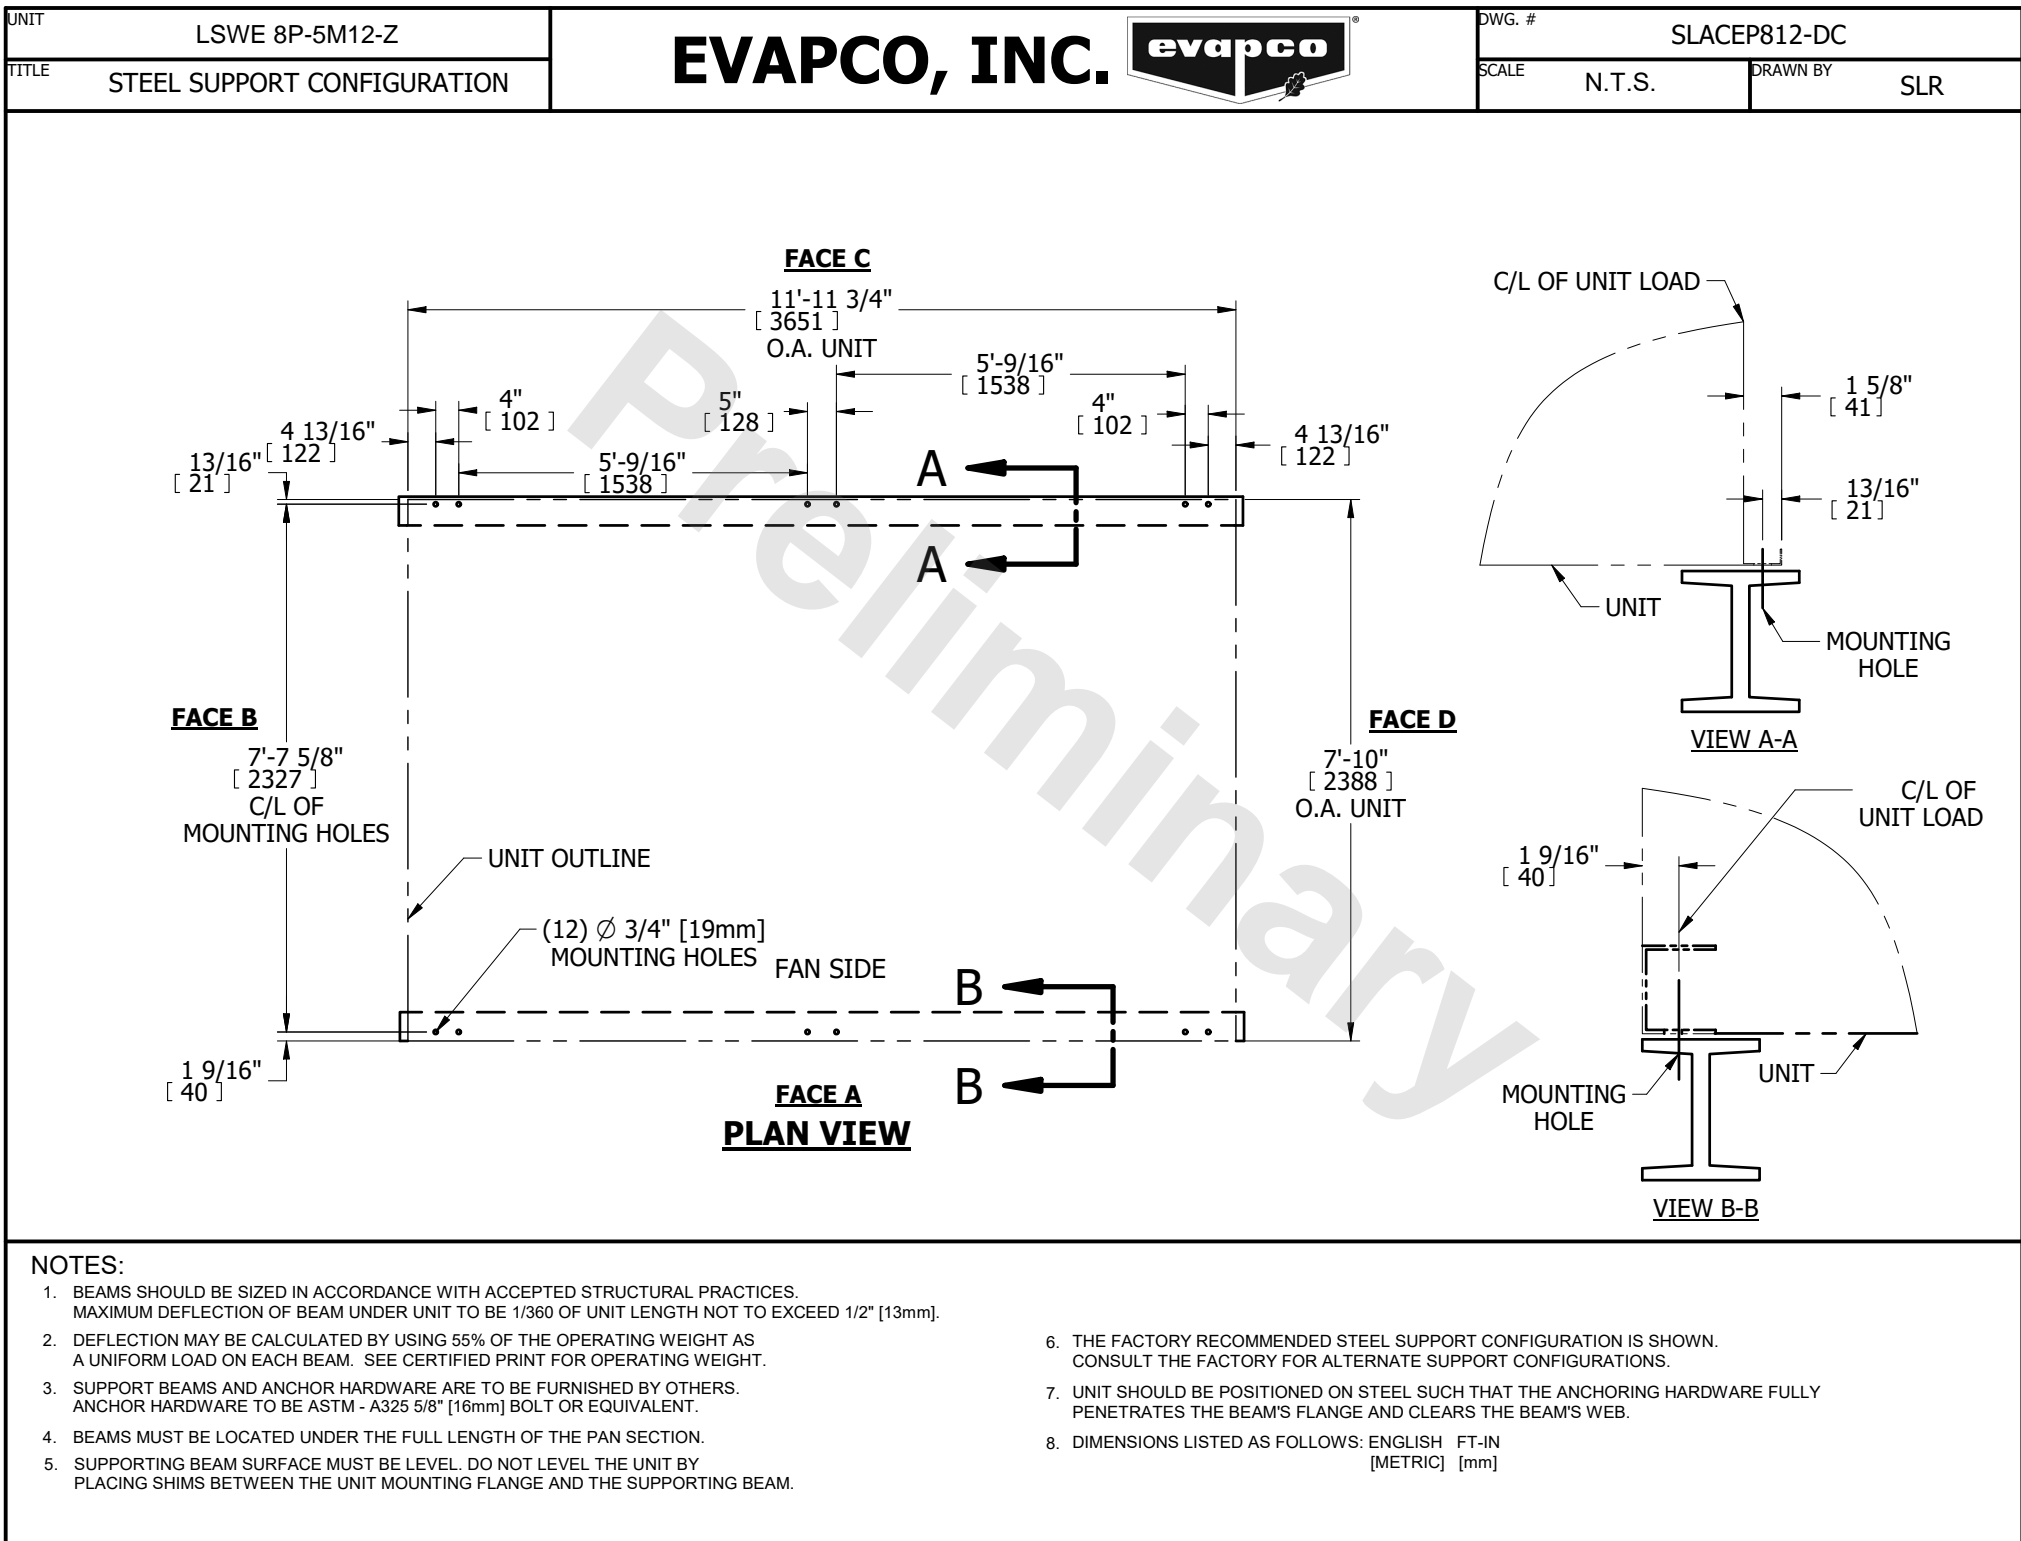 UNIT
LSWE 8P-5M12-Z
TITLE
STEEL SUPPORT CONFIGURATION
EVAPCO, INC.
evapco
®
DWG. #
SLACEP812-DC
SCALE
N.T.S.
DRAWN BY
SLR
FACE C
11'-11 3/4"
[ 3651 ]
O.A. UNIT
5'-9/16"
[ 1538 ]
4"
[ 102 ]
5"
[ 128 ]
4"
[ 102 ]
4 13/16"
[ 122 ]
4 13/16"
[ 122 ]
13/16"
[ 21 ]
5'-9/16"
[ 1538 ]
A
A
FACE B
7'-7 5/8"
[ 2327 ]
C/L OF
MOUNTING HOLES
FACE D
7'-10"
[ 2388 ]
O.A. UNIT
UNIT OUTLINE
(12) Ø 3/4" [19mm]
MOUNTING HOLES
FAN SIDE
B
B
1 9/16"
[ 40 ]
FACE A
PLAN VIEW
Preliminary
C/L OF UNIT LOAD
1 5/8"
[ 41]
13/16"
[ 21]
UNIT
MOUNTING
HOLE
VIEW A-A
C/L OF
UNIT LOAD
1 9/16"
[ 40]
UNIT
MOUNTING
HOLE
VIEW B-B
NOTES:
1. BEAMS SHOULD BE SIZED IN ACCORDANCE WITH ACCEPTED STRUCTURAL PRACTICES.
MAXIMUM DEFLECTION OF BEAM UNDER UNIT TO BE 1/360 OF UNIT LENGTH NOT TO EXCEED 1/2" [13mm].
2. DEFLECTION MAY BE CALCULATED BY USING 55% OF THE OPERATING WEIGHT AS
A UNIFORM LOAD ON EACH BEAM. SEE CERTIFIED PRINT FOR OPERATING WEIGHT.
3. SUPPORT BEAMS AND ANCHOR HARDWARE ARE TO BE FURNISHED BY OTHERS.
ANCHOR HARDWARE TO BE ASTM - A325 5/8" [16mm] BOLT OR EQUIVALENT.
4. BEAMS MUST BE LOCATED UNDER THE FULL LENGTH OF THE PAN SECTION.
5. SUPPORTING BEAM SURFACE MUST BE LEVEL. DO NOT LEVEL THE UNIT BY
PLACING SHIMS BETWEEN THE UNIT MOUNTING FLANGE AND THE SUPPORTING BEAM.
6. THE FACTORY RECOMMENDED STEEL SUPPORT CONFIGURATION IS SHOWN.
CONSULT THE FACTORY FOR ALTERNATE SUPPORT CONFIGURATIONS.
7. UNIT SHOULD BE POSITIONED ON STEEL SUCH THAT THE ANCHORING HARDWARE FULLY
PENETRATES THE BEAM'S FLANGE AND CLEARS THE BEAM'S WEB.
8. DIMENSIONS LISTED AS FOLLOWS: ENGLISH FT-IN
[METRIC] [mm]